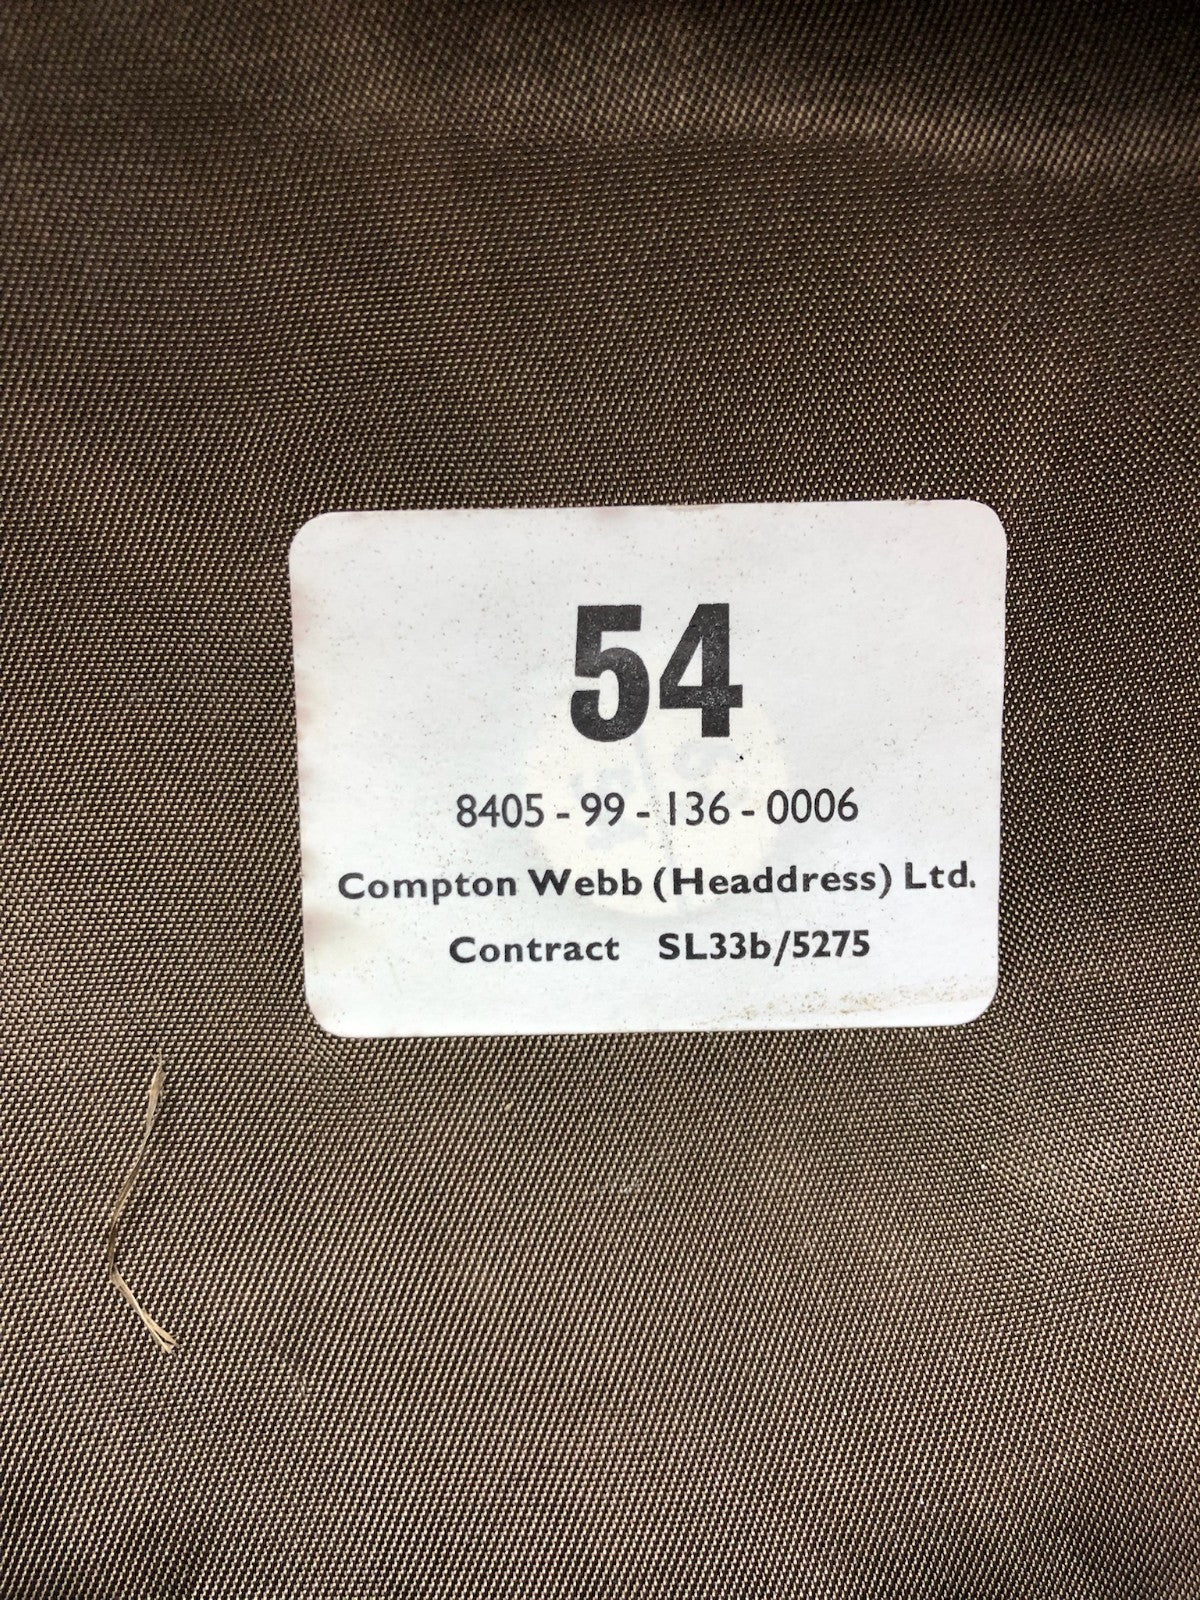 54
8405 - 99 - 136 - 0006
Compton Webb (Headdress) Ltd.
Contract SL33b/5275